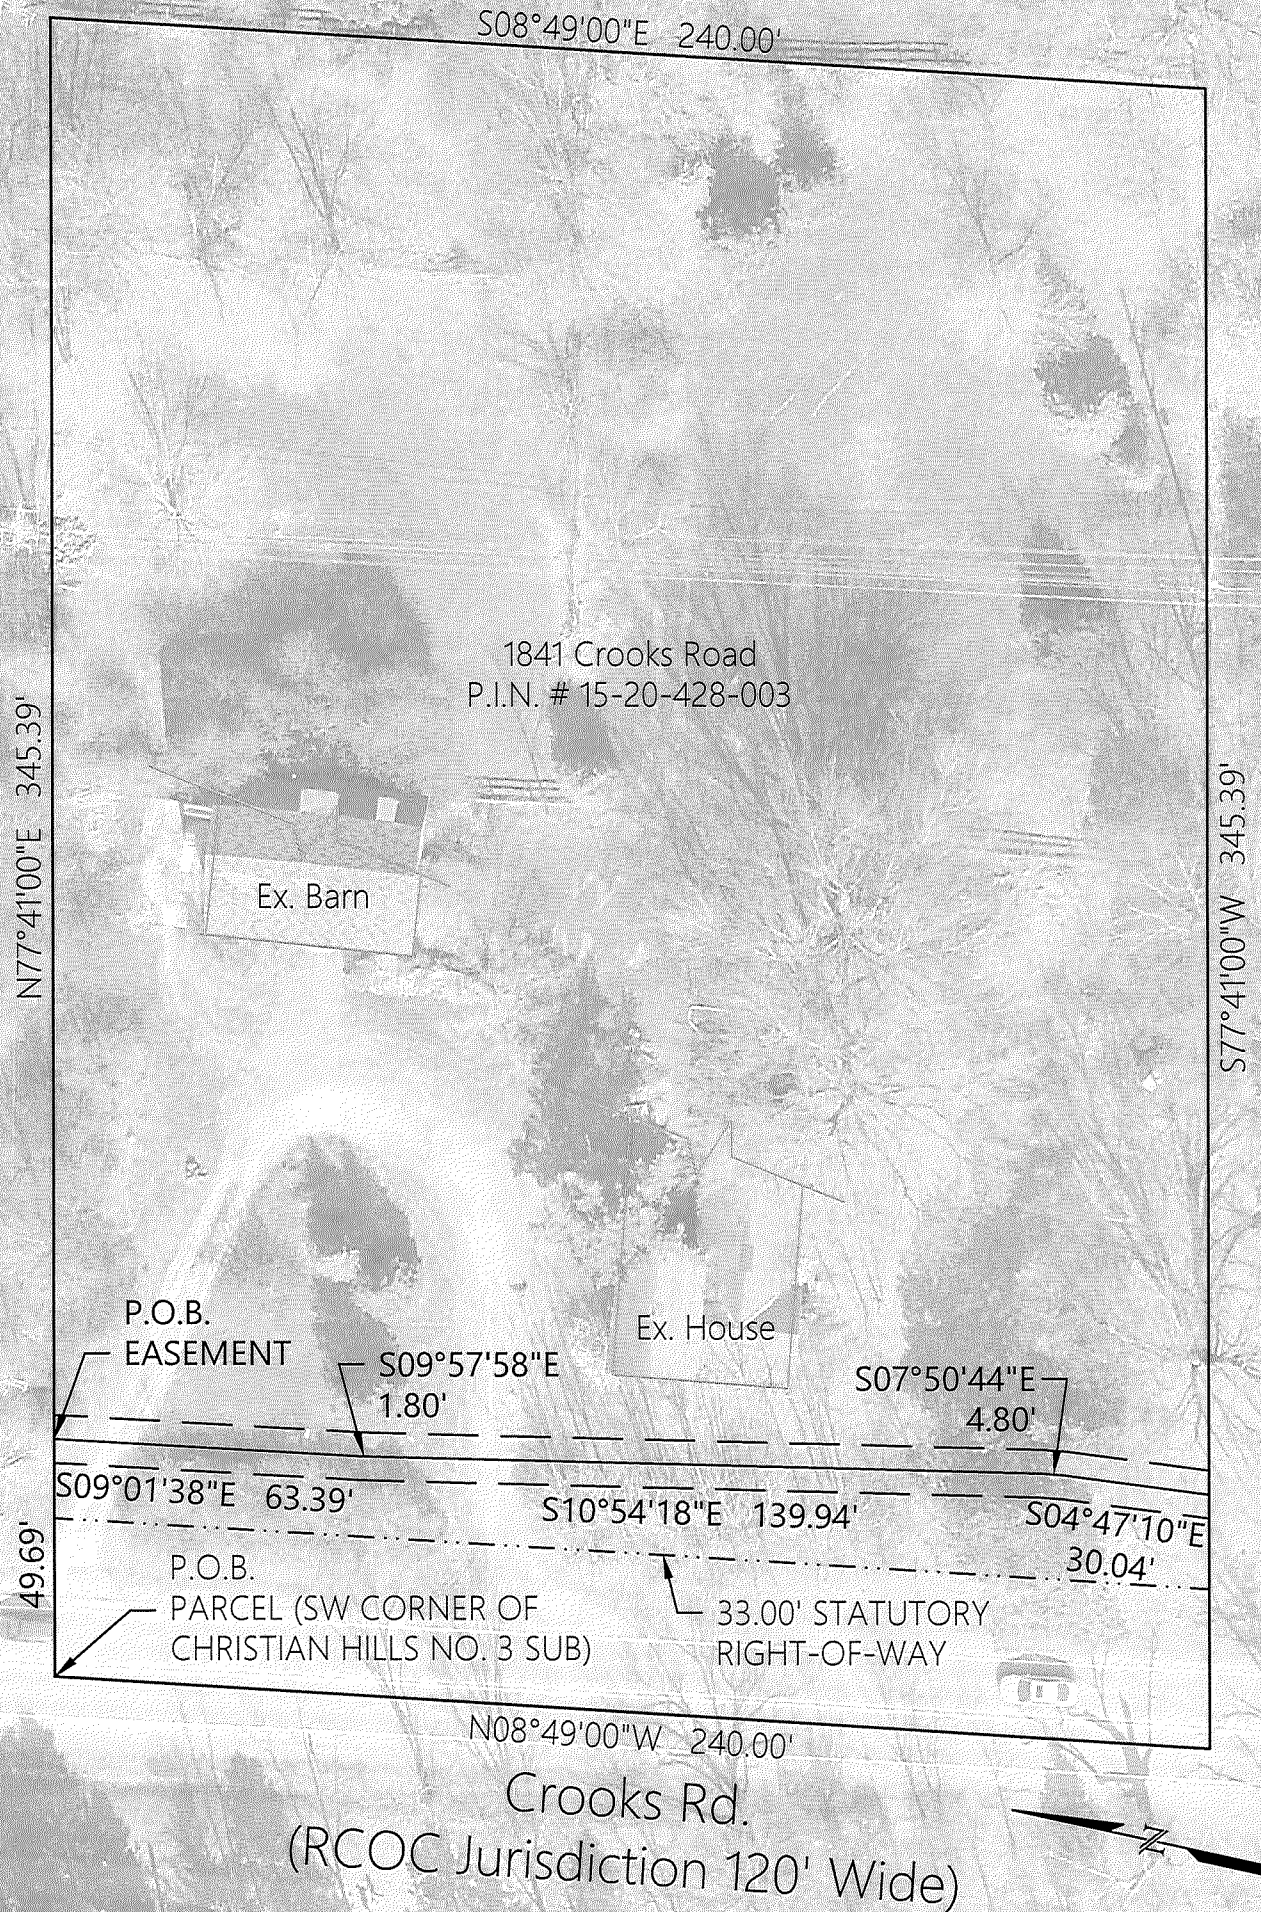 S08°49'00"E 240.00'
1841 Crooks Road
P.I.N. # 15-20-428-003
N77°41'00"E 345.39'
S77°41'00"W 345.39'
Ex. Barn
Ex. House
P.O.B.
EASEMENT
S09°57'58"E
1.80'
S07°50'44"E
4.80'
S09°01'38"E 63.39'
S10°54'18"E 139.94'
S04°47'10"E
30.04'
49.69'
P.O.B.
PARCEL (SW CORNER OF
CHRISTIAN HILLS NO. 3 SUB)
33.00' STATUTORY
RIGHT-OF-WAY
N08°49'00"W 240.00'
Crooks Rd.
(RCOC Jurisdiction 120' Wide)
N